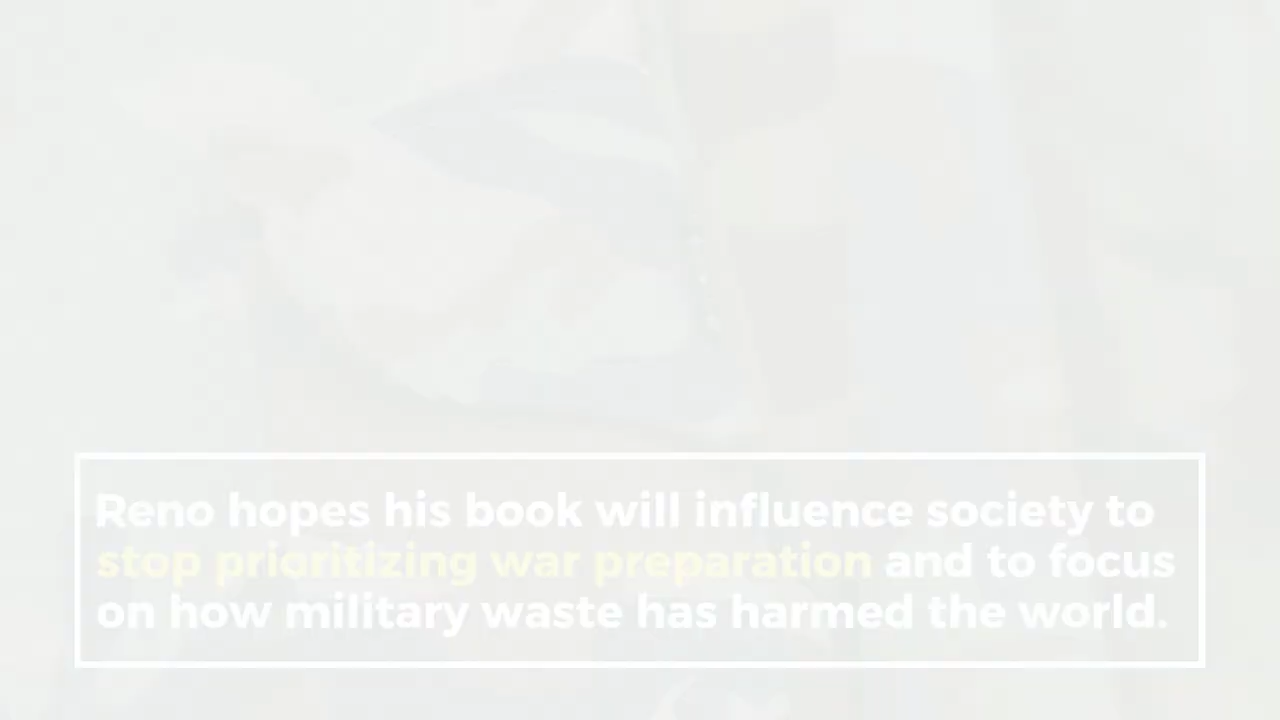 Reno hopes his book will influence society to
stop prioritizing war preparation and to focus
on how military waste has harmed the world.